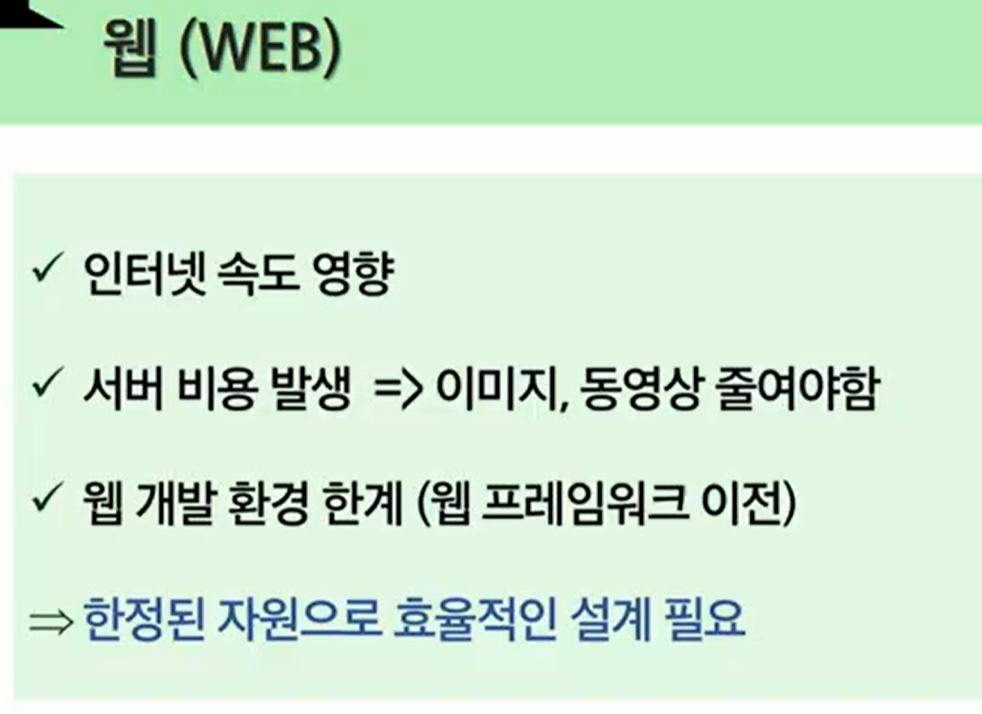 웹 (WEB)
✓ 인터넷 속도 영향
✓ 서버 비용 발생 => 이미지, 동영상 줄여야함
✓ 웹 개발 환경 한계 (웹 프레임워크 이전)
⇒ 한정된 자원으로 효율적인 설계 필요